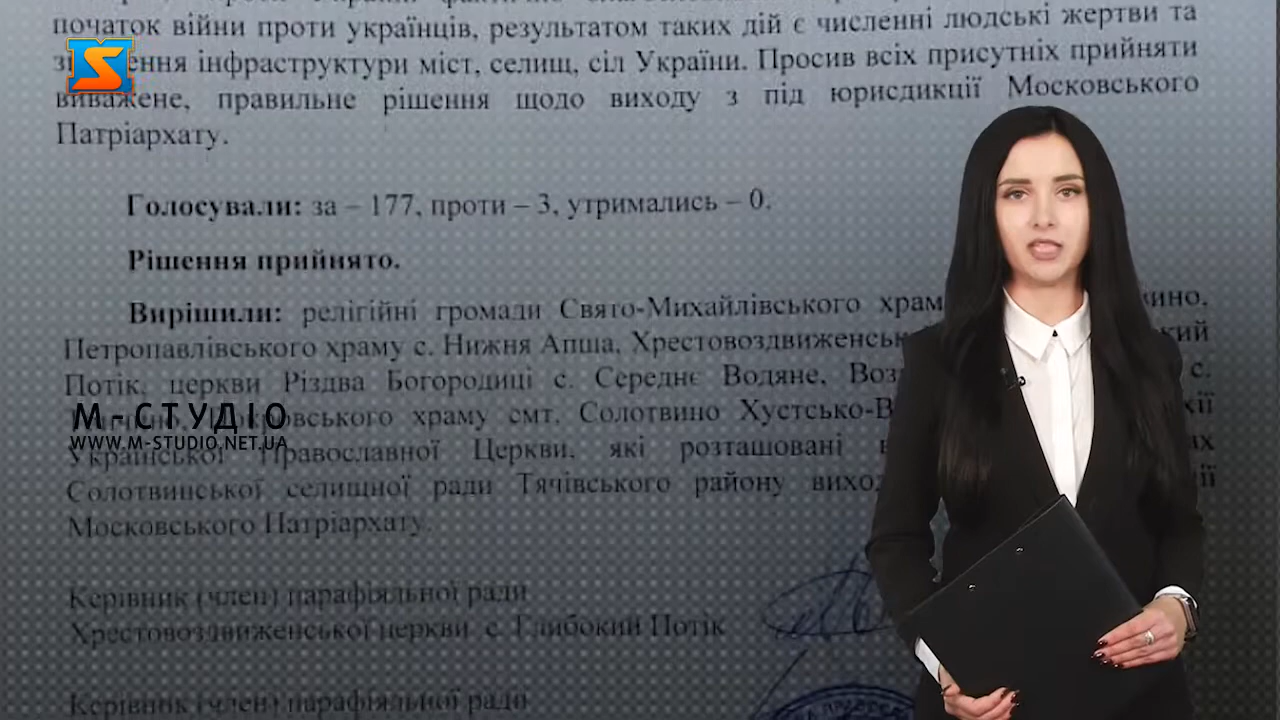 початок війни проти українців, результатом таких дій є численні людські жертви та
інфраструктури міст, селищ, сіл України. Просив всіх присутніх прийняти
виважене, правильне рішення щодо виходу з під юрисдикції Московського
Патріархату.
Голосували: за – 177, проти – 3, утримались – 0.
Рішення прийнято.
Вирішили: релігійні громади Свято-Михайлівського
Петропавлівського храму с. Нижня Апша,
Потік, церкви Різдва Богородиці с. Середнє Водяне, с.
М-СТУДІО
храму смт. Солотвино
WWW.M-STUDIO.NET.UA
Української Православної Церкви, які розташовані
Солотвинської селищної ради Тячівського району
Московського Патріархату.
Керівник (член) парафіяльної ради
Хрестовоздвиженської церкви с. Глибокий Потік
Керівник (член) парафіяльної ради